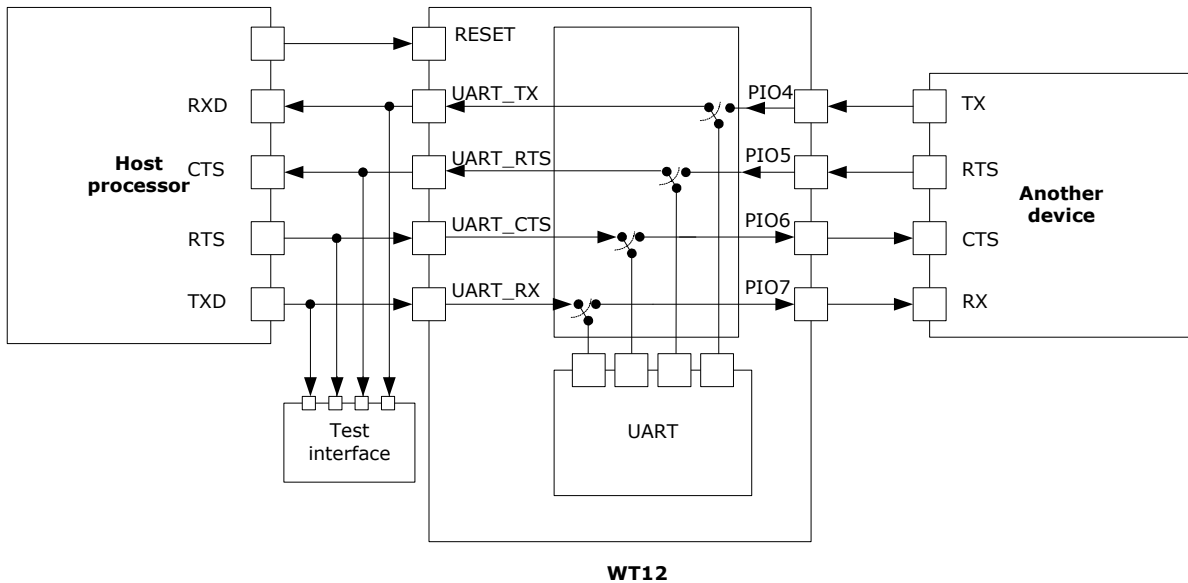 RESET
RXD
UART_TX
PIO4
TX
Host
processor
CTS
UART_RTS
PIO5
RTS
Another
device
RTS
UART_CTS
PIO6
CTS
TXD
UART_RX
PIO7
RX
Test
interface
UART
WT12